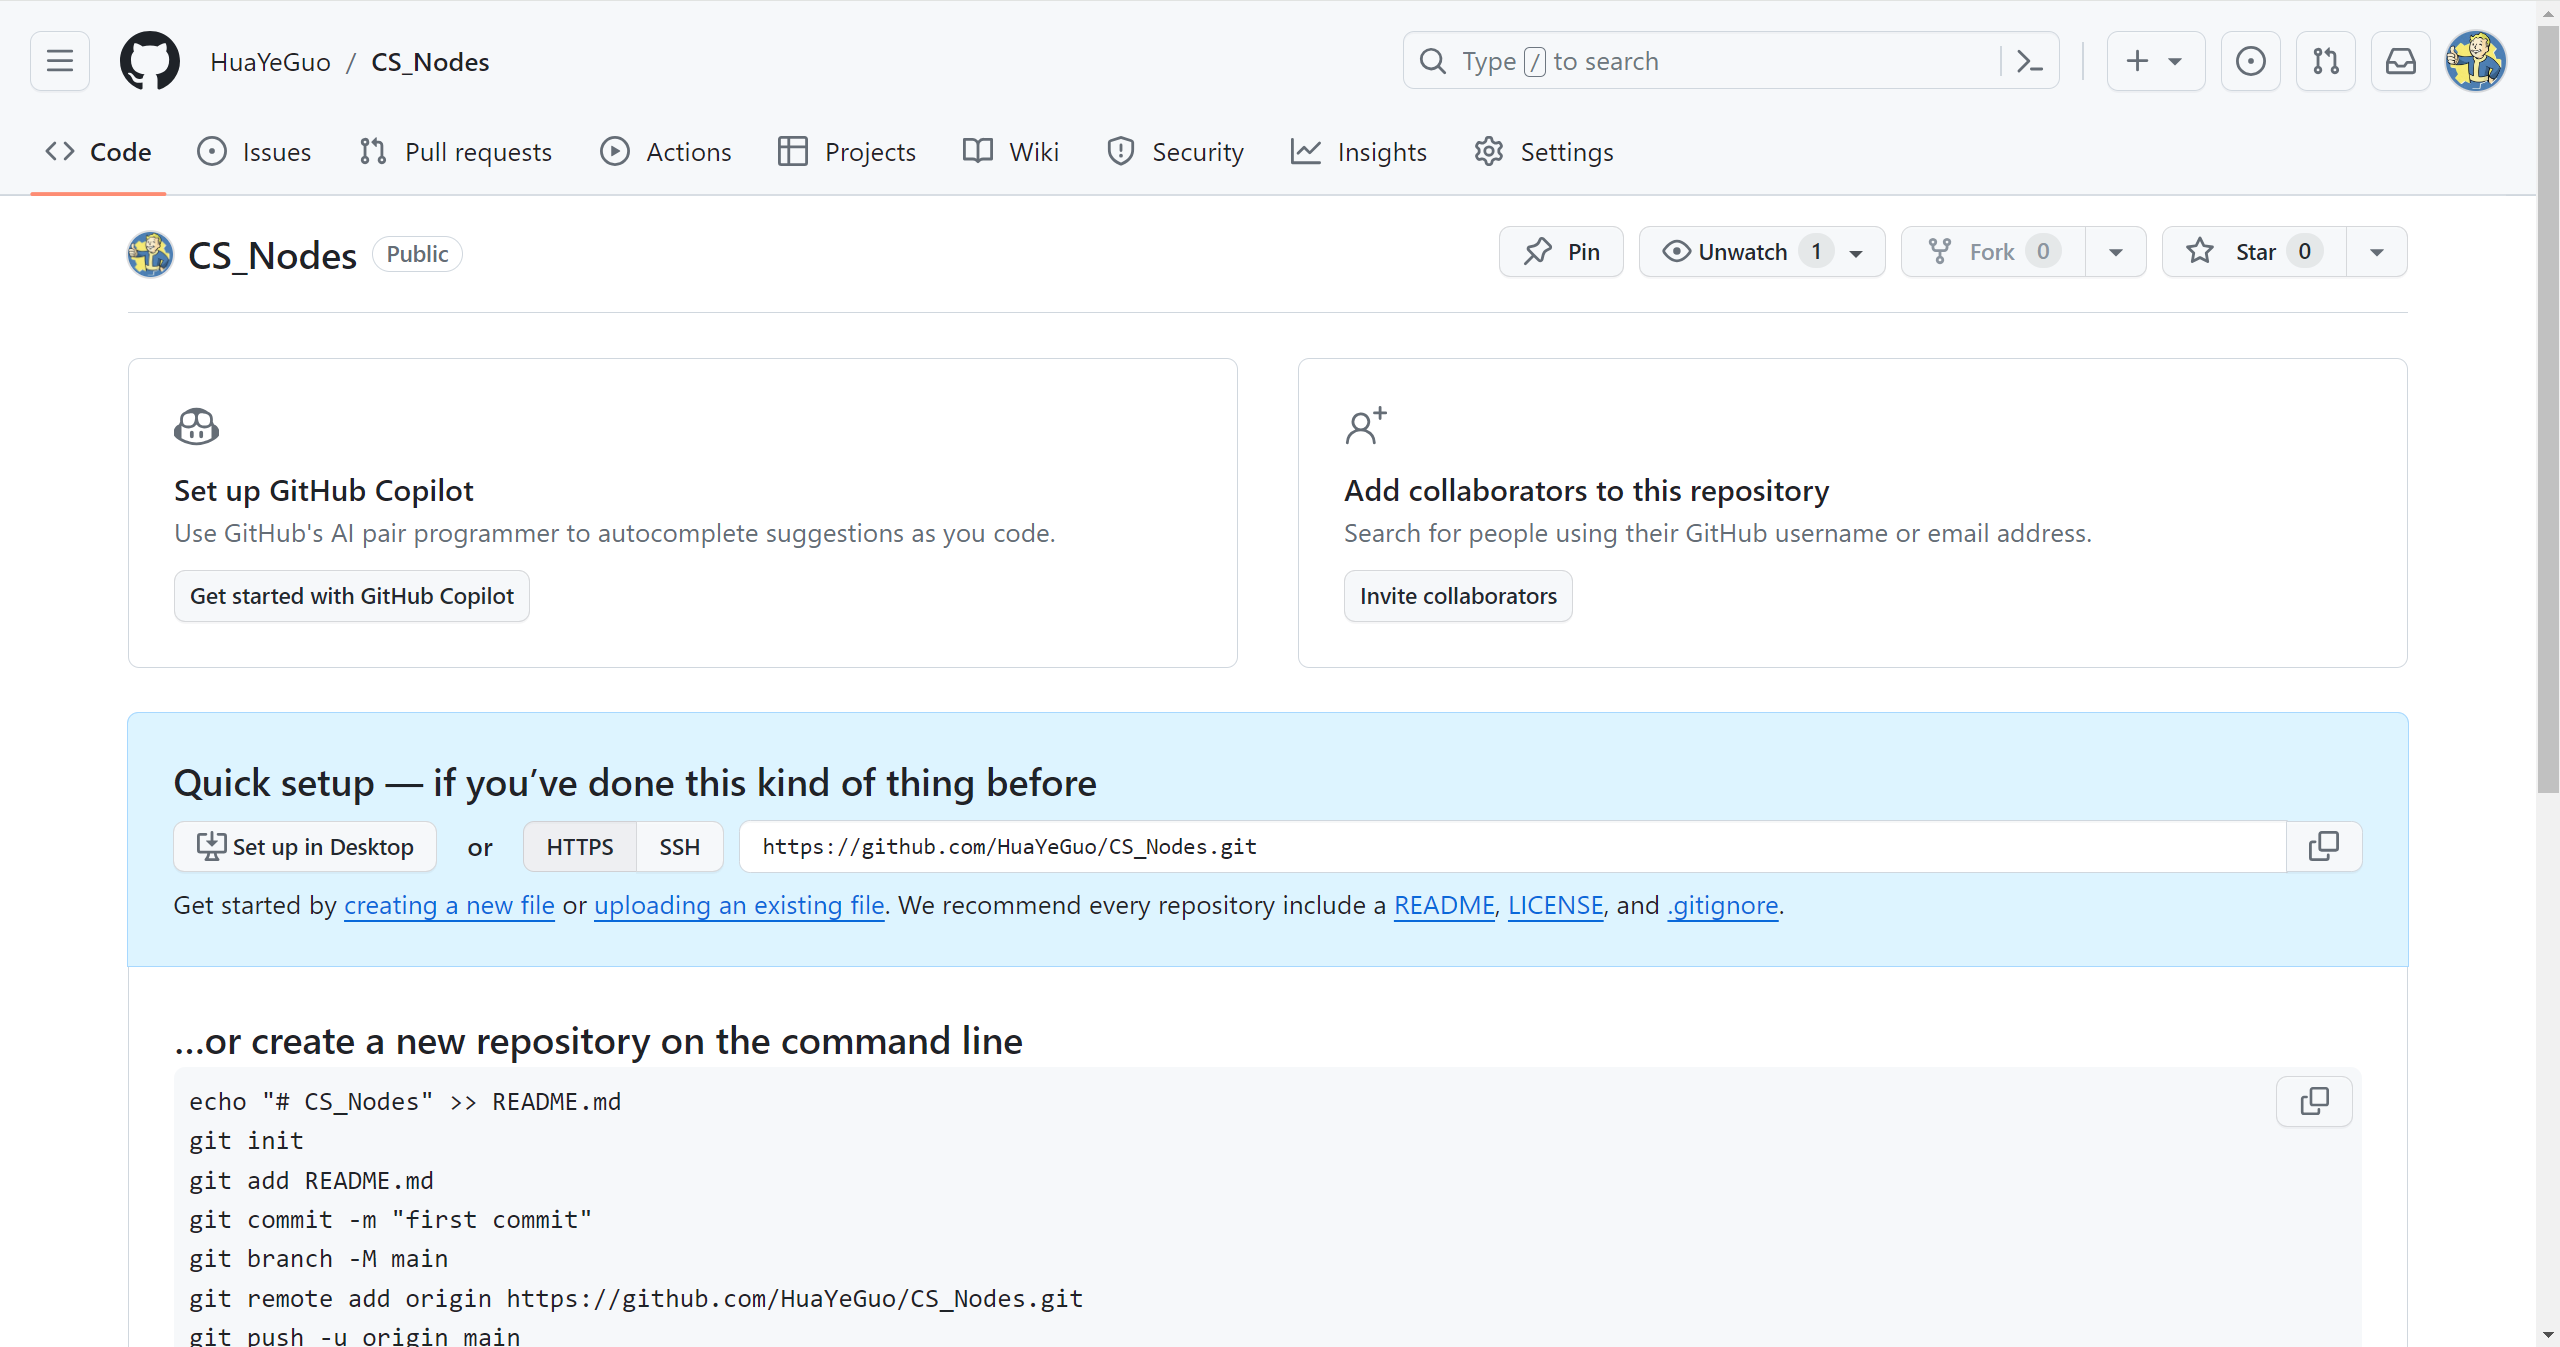 HuaYeGuo / CS_Nodes
Type / to search
Code Issues Pull requests Actions Projects Wiki Security Insights Settings
CS_Nodes Public
Pin Unwatch 1 Fork 0 Star 0
Set up GitHub Copilot
Use GitHub's AI pair programmer to autocomplete suggestions as you code.
Get started with GitHub Copilot
Add collaborators to this repository
Search for people using their GitHub username or email address.
Invite collaborators
Quick setup — if you’ve done this kind of thing before
Set up in Desktop or HTTPS SSH https://github.com/HuaYeGuo/CS_Nodes.git
Get started by creating a new file or uploading an existing file. We recommend every repository include a README, LICENSE, and .gitignore.
…or create a new repository on the command line
echo "# CS_Nodes" >> README.md
git init
git add README.md
git commit -m "first commit"
git branch -M main
git remote add origin https://github.com/HuaYeGuo/CS_Nodes.git
git push -u origin main